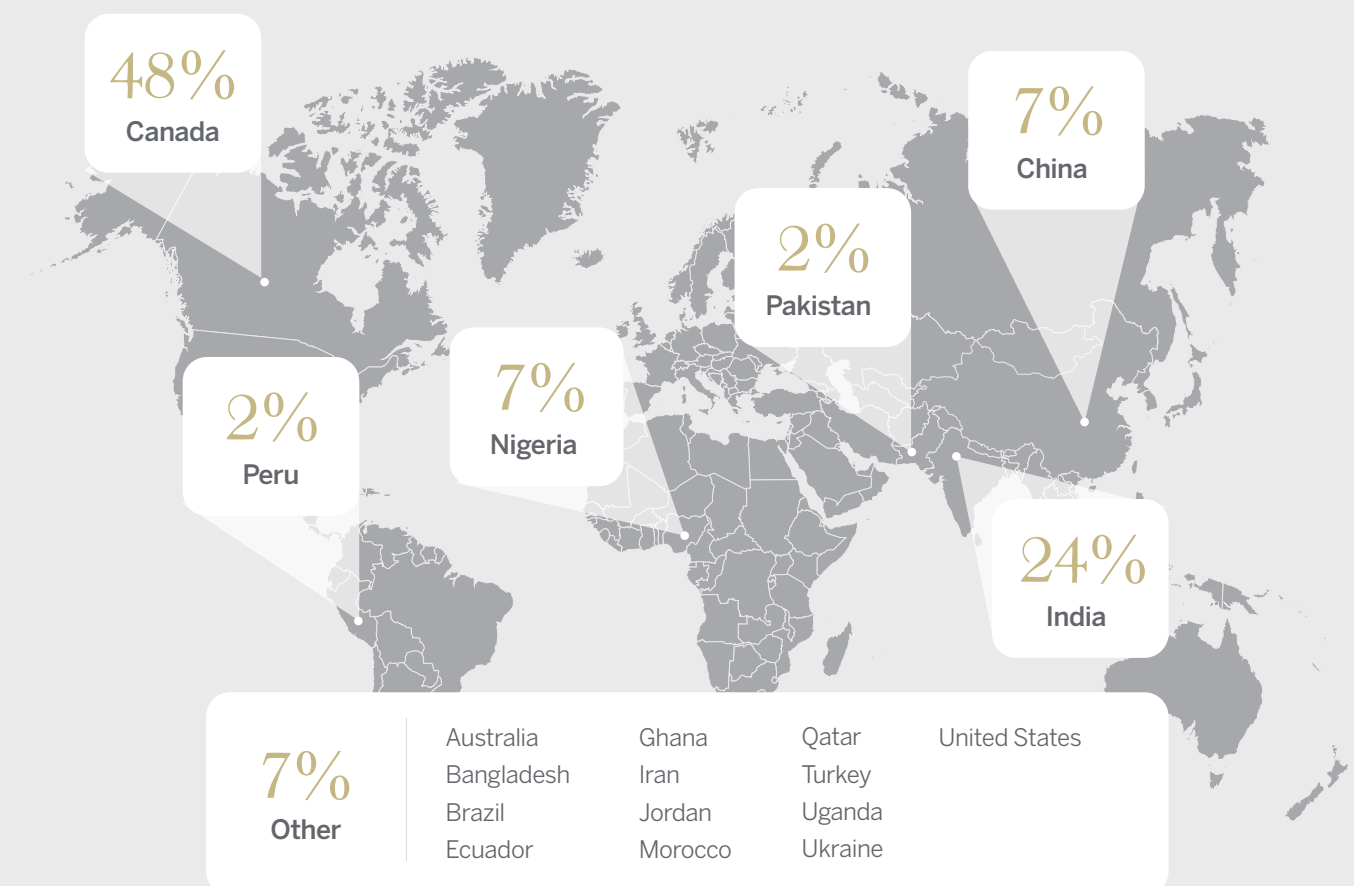 48%
Canada
7%
China
2%
Pakistan
7%
Nigeria
2%
Peru
24%
India
7%
Other
Australia
Bangladesh
Brazil
Ecuador
Ghana
Iran
Jordan
Morocco
Qatar
Turkey
Uganda
Ukraine
United States